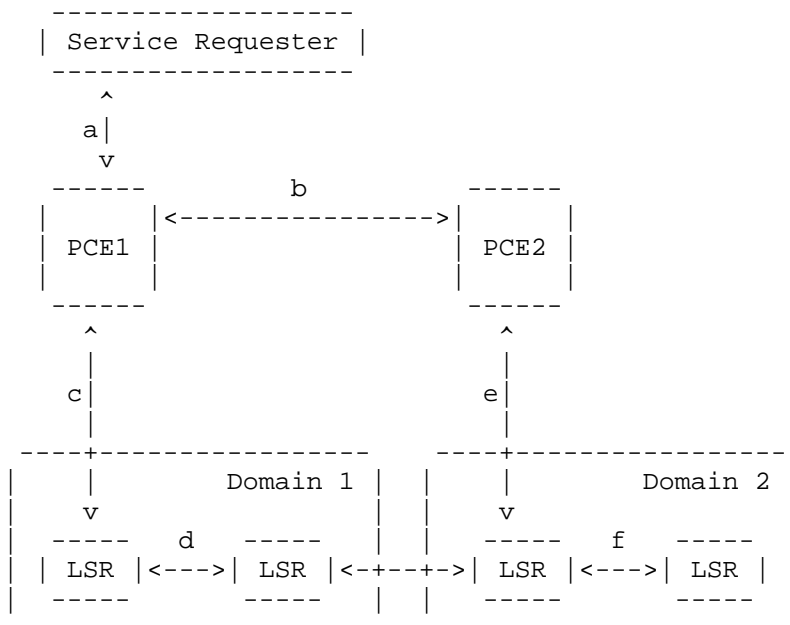 Service Requester
a
b
PCE1 PCE2
c e
Domain 1 Domain 2
v v
d f
LSR LSR LSR LSR